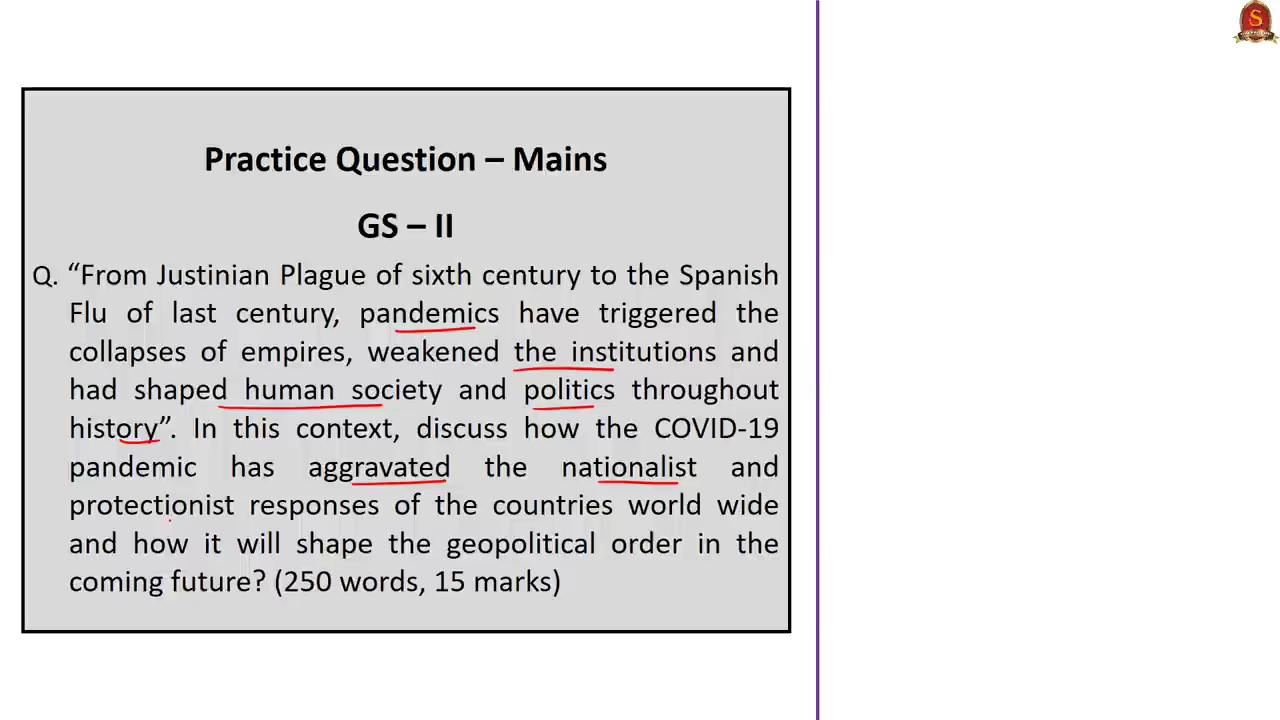 Practice Question – Mains
GS – II
Q. “From Justinian Plague of sixth century to the Spanish
Flu of last century, pandemics have triggered the
collapses of empires, weakened the institutions and
had shaped human society and politics throughout
history”. In this context, discuss how the COVID-19
pandemic has aggravated the nationalist and
protectionist responses of the countries world wide
and how it will shape the geopolitical order in the
coming future? (250 words, 15 marks)
S